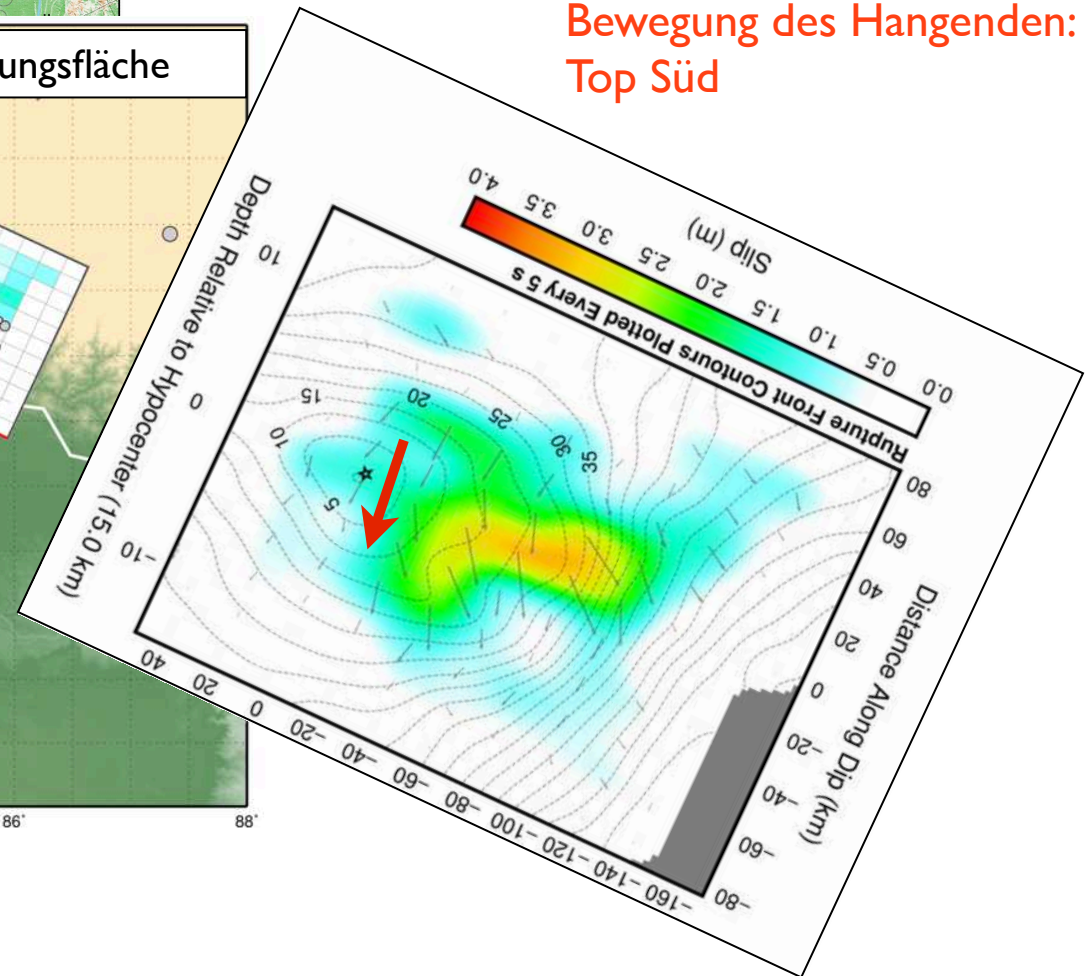 Bewegung des Hangenden:
Top Süd
ungsfläche
86°
88°
Slip (m)
4.0 3.5 3.0 2.5 2.0 1.5 1.0 0.5 0.0
Rupture Front Contours Plotted Every 5 s
Depth Relative to Hypocenter (15.0 km)
10
0
−10
5
10
15
20
25
30
35
80
60
40
20
0
−20
−40
−60
−80
Distance Along Dip (km)
40 20 0 −20 −40 −60 −80 −100 −120 −140 −160